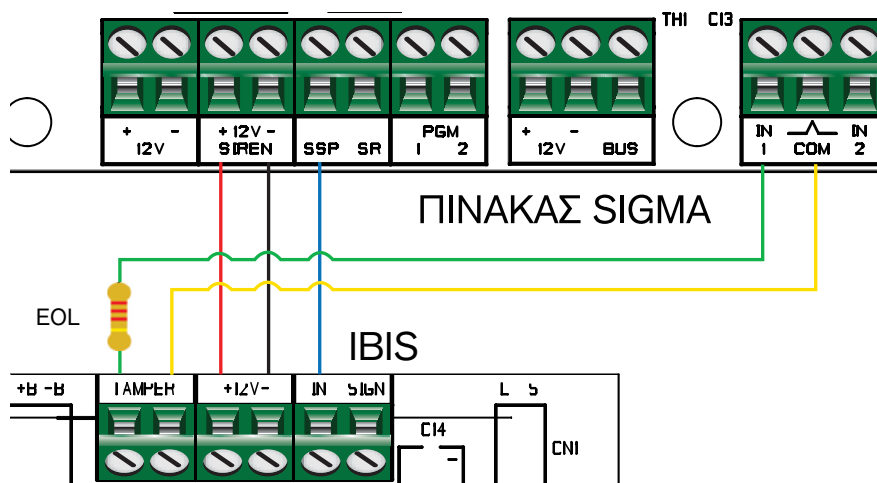 TH1 C13
+ -
12V
+ 12V -
SIREN
SSP SR
PGM
1 2
+ -
12V BUS
IN COM IN
1 2
ΠΙΝΑΚΑΣ SIGMA
EOL
IBIS
+B -B
TAMPER
+12V-
IN SIGN
L S
C14
-
CN1